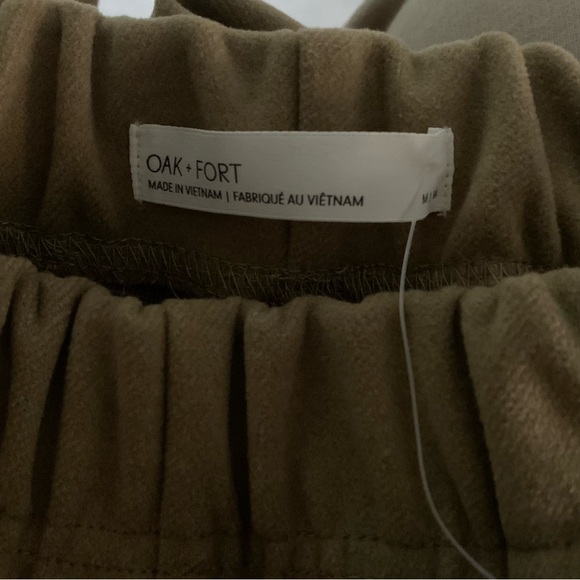 OAK + FORT
MADE IN VIETNAM | FABRIQUÉ AU VIÊTNAM
M